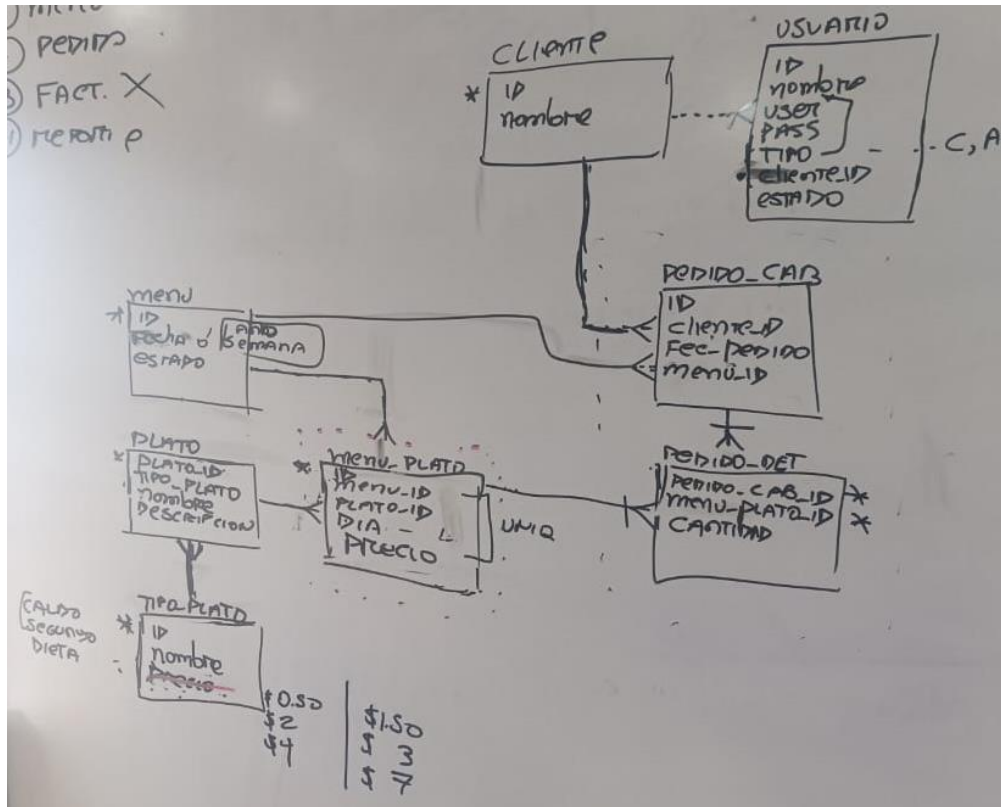 MENU
PEDIDO
FACT. X
CLIENTE
* ID
nombre
USUARIO
ID
nombre
USER
PASS
TIPO
C, A
cliente_ID
ESTADO
menu
* ID
FECHA ó AÑO
SEMANA
ESTADO
PEDIDO_CAB
ID
cliente_ID
FEC_PEDIDO
menu_ID
PLATO
* PLATO_ID
TIPO_PLATO
nombre
DESCRIPCION
menu_PLATO
* ID
menu_ID
PLATO_ID
DIA
PRECIO
UNIQ
PEDIDO_DET
PEDIDO_CAB_ID *
menu_PLATO_ID *
CANTIDAD
CALDO
SEGUNDO
DIETA
TIPO_PLATO
* ID
nombre
Precio
$0.50
$2
$4
$1.50
$ 3
$ 7